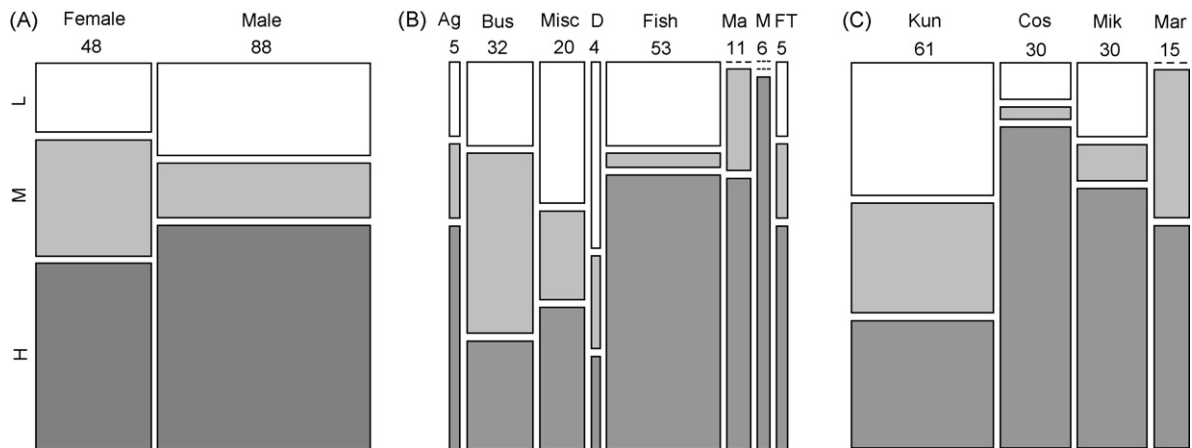 (A) Female Male
48 88
L
M
H
(B) Ag Bus Misc D Fish Ma M FT
5 32 20 4 53 11 6 5
(C) Kun Cos Mik Mar
61 30 30 15